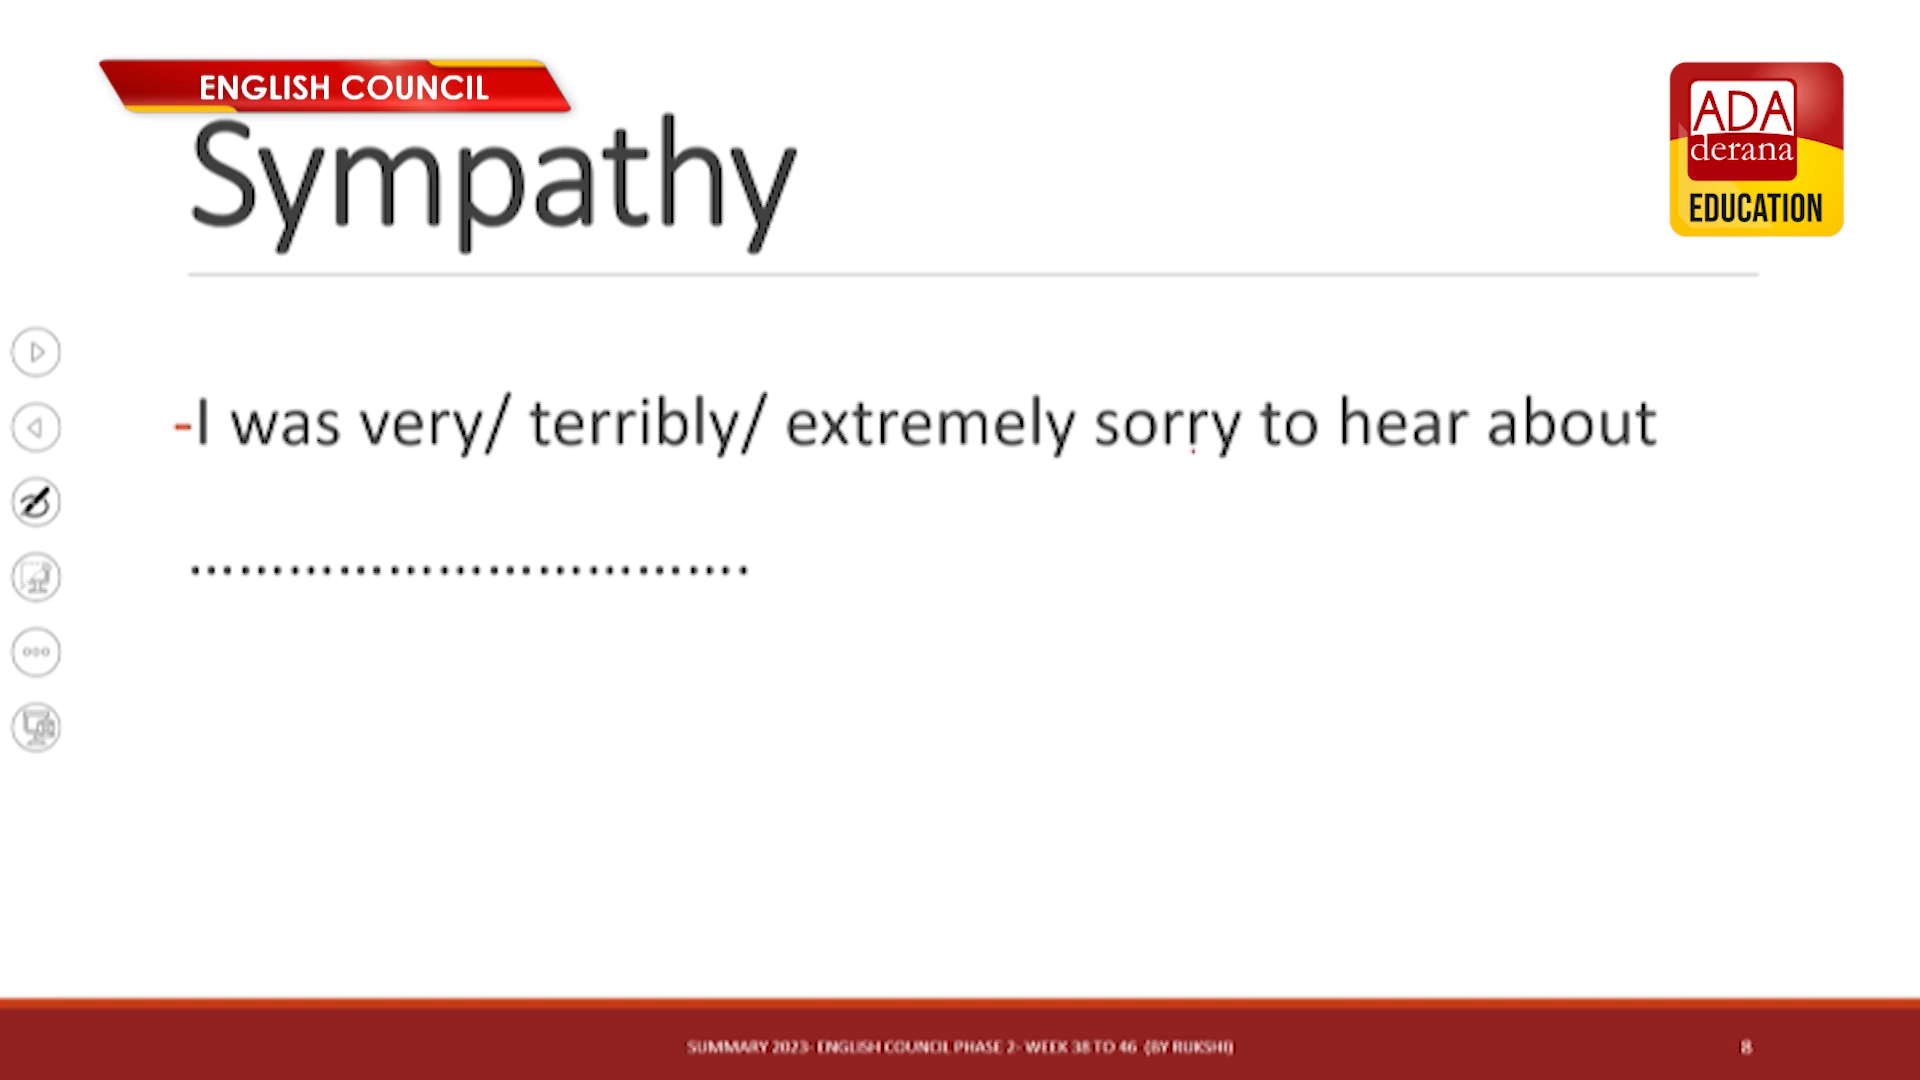 ENGLISH COUNCIL
Sympathy
ADA
derana
EDUCATION
-I was very/ terribly/ extremely sorry to hear about
……………………………….
SUMMARY 2023- ENGLISH COUNCIL PHASE 2- WEEK 38 TO 46 (BY RUKSHI)
8